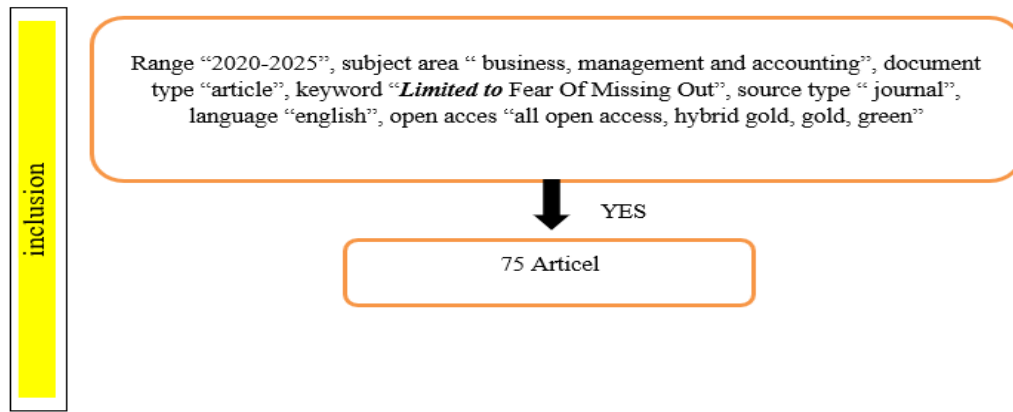 inclusion
Range “2020-2025”, subject area “ business, management and accounting”, document
type “article”, keyword “Limited to Fear Of Missing Out”, source type “ journal”,
language “english”, open acces “all open access, hybrid gold, gold, green”
YES
75 Articel